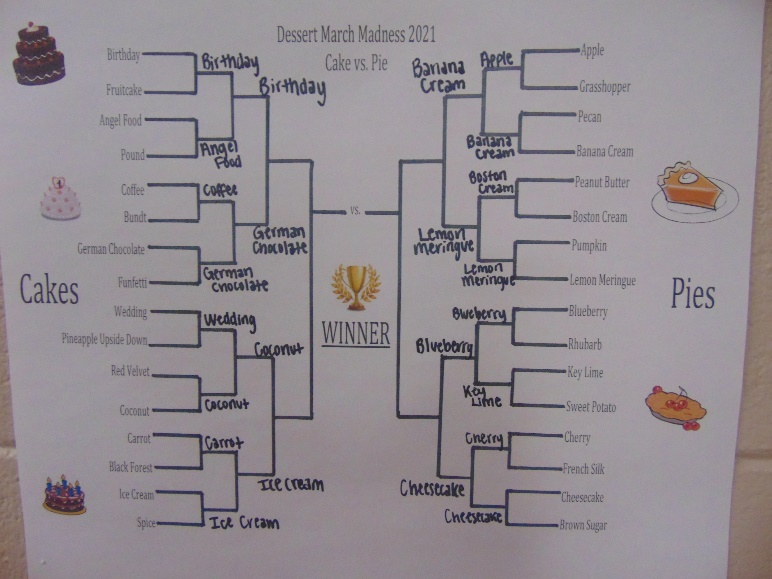 Dessert March Madness 2021
Cake vs. Pie
Cakes
Birthday
Fruitcake
Angel Food
Pound
Coffee
Bundt
German Chocolate
Funfetti
Wedding
Pineapple Upside Down
Red Velvet
Coconut
Carrot
Black Forest
Ice Cream
Spice
Birthday
Angel
Food
Coffee
German
Chocolate
Wedding
Coconut
Carrot
Ice Cream
Birthday
German
Chocolate
Coconut
Ice Cream
vs.
WINNER
Banana
Cream
Lemon
meringue
Blueberry
Cheesecake
Apple
Banana
Cream
Boston
Cream
Lemon
meringue
Blueberry
Key
Lime
Cherry
Cheesecake
Apple
Grasshopper
Pecan
Banana Cream
Peanut Butter
Boston Cream
Pumpkin
Lemon Meringue
Blueberry
Rhubarb
Key Lime
Sweet Potato
Cherry
French Silk
Cheesecake
Brown Sugar
Pies